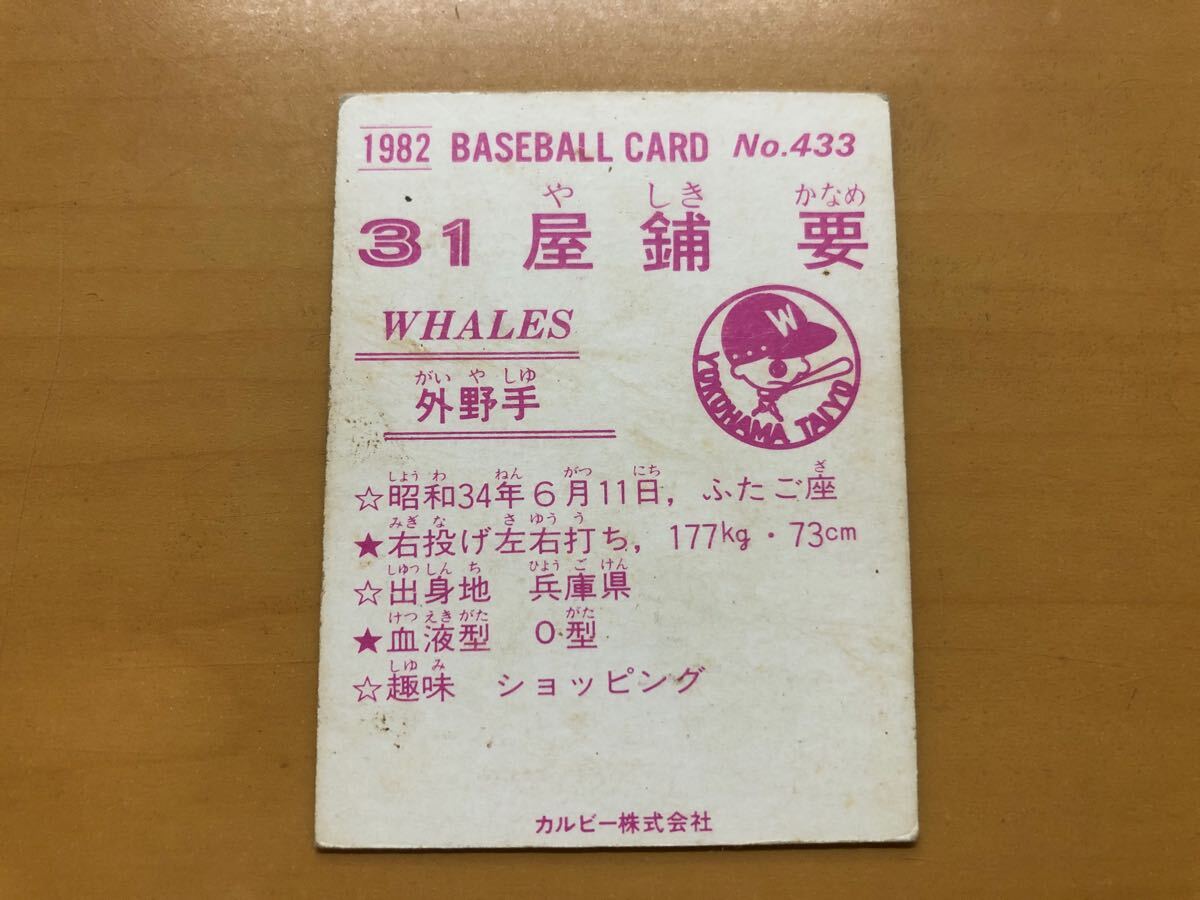 1982 BASEBALL CARD No.433
や しき かなめ
31 屋鋪 要
WHALES
W
YOKOHAMA TAIYO
がい や しゆ
外野手
しょう わ ねん がつ にち ざ
☆昭和34年6月11日, ふたご座
みぎ な さ ゆう う
★右投げ左右打ち, 177kg・73cm
しゆつ しん ち ひょう ご けん
☆出身地 兵庫県
けつ えき がた がた
★血液型 O型
しゆ み
☆趣味 ショッピング
カルビー株式会社